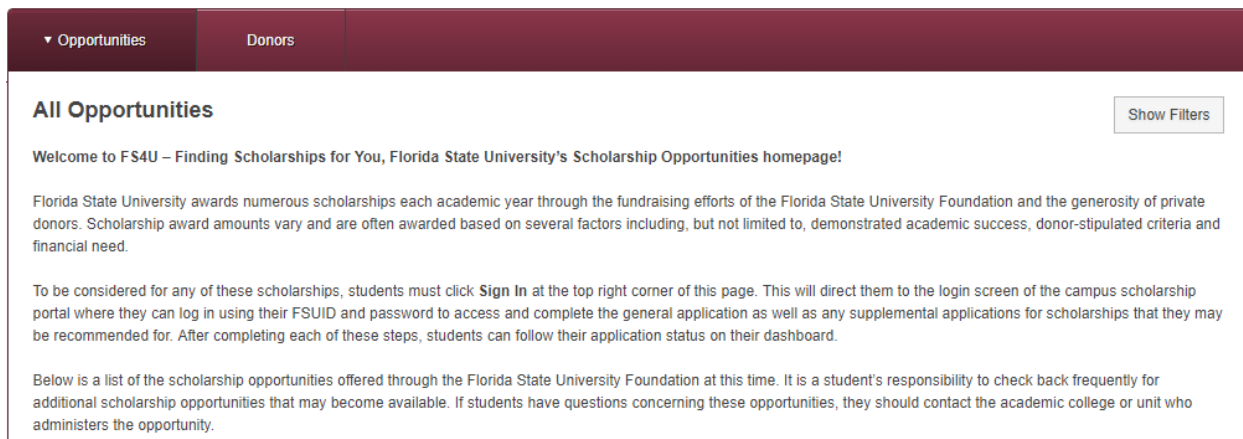 ▾ Opportunities
Donors
All Opportunities
Show Filters
Welcome to FS4U – Finding Scholarships for You, Florida State University's Scholarship Opportunities homepage!
Florida State University awards numerous scholarships each academic year through the fundraising efforts of the Florida State University Foundation and the generosity of private
donors. Scholarship award amounts vary and are often awarded based on several factors including, but not limited to, demonstrated academic success, donor-stipulated criteria and
financial need.
To be considered for any of these scholarships, students must click Sign In at the top right corner of this page. This will direct them to the login screen of the campus scholarship
portal where they can log in using their FSUID and password to access and complete the general application as well as any supplemental applications for scholarships that they may
be recommended for. After completing each of these steps, students can follow their application status on their dashboard.
Below is a list of the scholarship opportunities offered through the Florida State University Foundation at this time. It is a student's responsibility to check back frequently for
additional scholarship opportunities that may become available. If students have questions concerning these opportunities, they should contact the academic college or unit who
administers the opportunity.